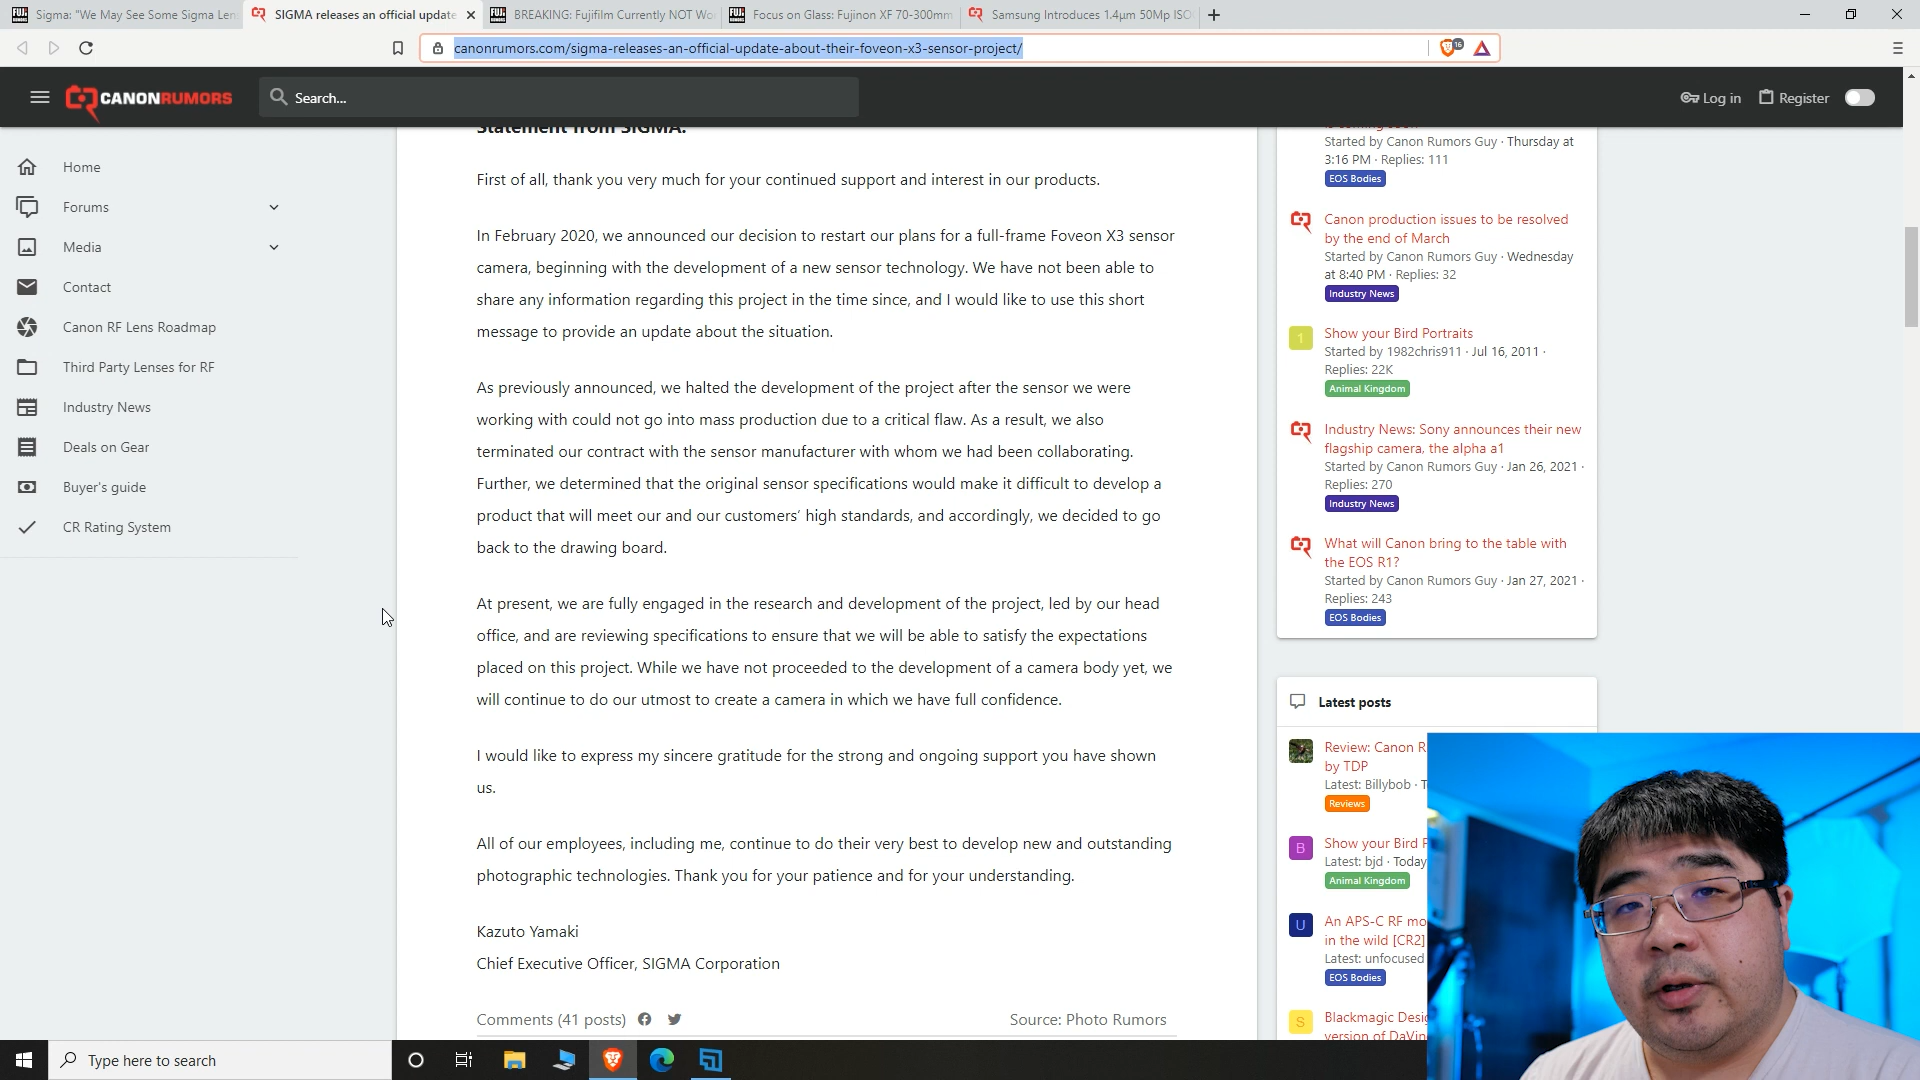 Sigma: "We May See Some Sigma Len
SIGMA releases an official update
BREAKING: Fujifilm Currently NOT Wo
Focus on Glass: Fujinon XF 70-300mm
Samsung Introduces 1.4µm 50Mp ISO
canonrumors.com/sigma-releases-an-official-update-about-their-foveon-x3-sensor-project/
16
CANONRUMORS
Search...
Log in
Register
Home
Forums
Media
Contact
Canon RF Lens Roadmap
Third Party Lenses for RF
Industry News
Deals on Gear
Buyer's guide
CR Rating System
Statement from SIGMA:
First of all, thank you very much for your continued support and interest in our products.
In February 2020, we announced our decision to restart our plans for a full-frame Foveon X3 sensor
camera, beginning with the development of a new sensor technology. We have not been able to
share any information regarding this project in the time since, and I would like to use this short
message to provide an update about the situation.
As previously announced, we halted the development of the project after the sensor we were
working with could not go into mass production due to a critical flaw. As a result, we also
terminated our contract with the sensor manufacturer with whom we had been collaborating.
Further, we determined that the original sensor specifications would make it difficult to develop a
product that will meet our and our customers' high standards, and accordingly, we decided to go
back to the drawing board.
At present, we are fully engaged in the research and development of the project, led by our head
office, and are reviewing specifications to ensure that we will be able to satisfy the expectations
placed on this project. While we have not proceeded to the development of a camera body yet, we
will continue to do our utmost to create a camera in which we have full confidence.
I would like to express my sincere gratitude for the strong and ongoing support you have shown
us.
All of our employees, including me, continue to do their very best to develop new and outstanding
photographic technologies. Thank you for your patience and for your understanding.
Kazuto Yamaki
Chief Executive Officer, SIGMA Corporation
Comments (41 posts)
Source: Photo Rumors
Started by Canon Rumors Guy · Thursday at
3:16 PM · Replies: 111
EOS Bodies
Canon production issues to be resolved
by the end of March
Started by Canon Rumors Guy · Wednesday
at 8:40 PM · Replies: 32
Industry News
1
Show your Bird Portraits
Started by 1982chris911 · Jul 16, 2011 ·
Replies: 22K
Animal Kingdom
Industry News: Sony announces their new
flagship camera, the alpha a1
Started by Canon Rumors Guy · Jan 26, 2021 ·
Replies: 270
Industry News
What will Canon bring to the table with
the EOS R1?
Started by Canon Rumors Guy · Jan 27, 2021 ·
Replies: 243
EOS Bodies
Latest posts
Review: Canon R
by TDP
Latest: Billybob · T
Reviews
B
Show your Bird P
Latest: bjd · Today
Animal Kingdom
U
An APS-C RF mo
in the wild [CR2]
Latest: unfocused
EOS Bodies
S
Blackmagic Desig
version of DaVin
Type here to search